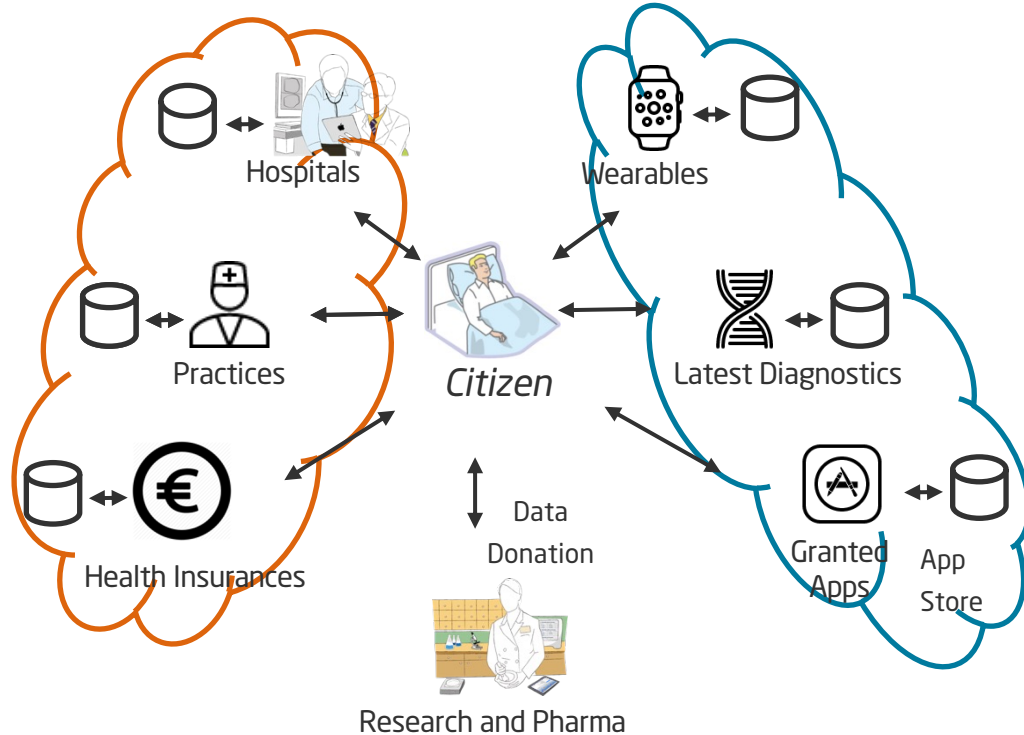 Hospitals
Wearables
Practices
Citizen
Latest Diagnostics
€
Data
Donation
Health Insurances
Granted
Apps
App
Store
Research and Pharma